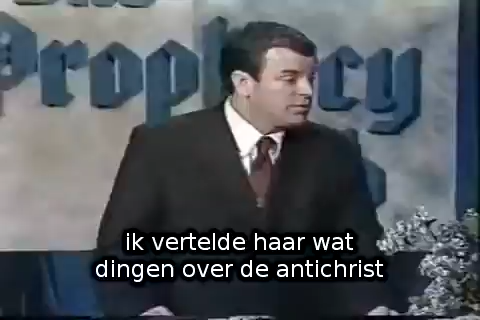 Prophecy
ik vertelde haar wat
dingen over de antichrist